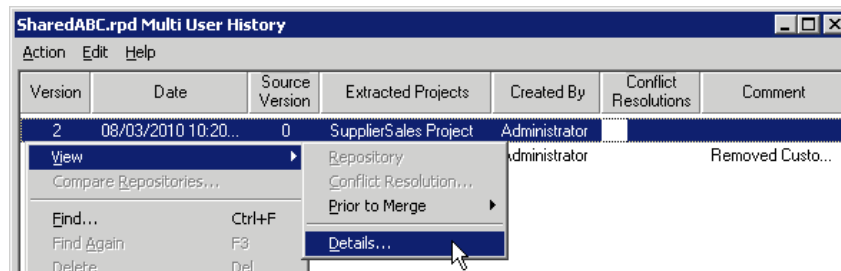 SharedABC.rpd Multi User History
Action Edit Help
Version Date Source Version Extracted Projects Created By Conflict Resolutions Comment
2 08/03/2010 10:20... 0 SupplierSales Project Administrator
View Repository Administrator Removed Custo...
Compare Repositories... Conflict Resolution...
Prior to Merge
Find... Ctrl+F
Find Again F3 Details...
Delete Del